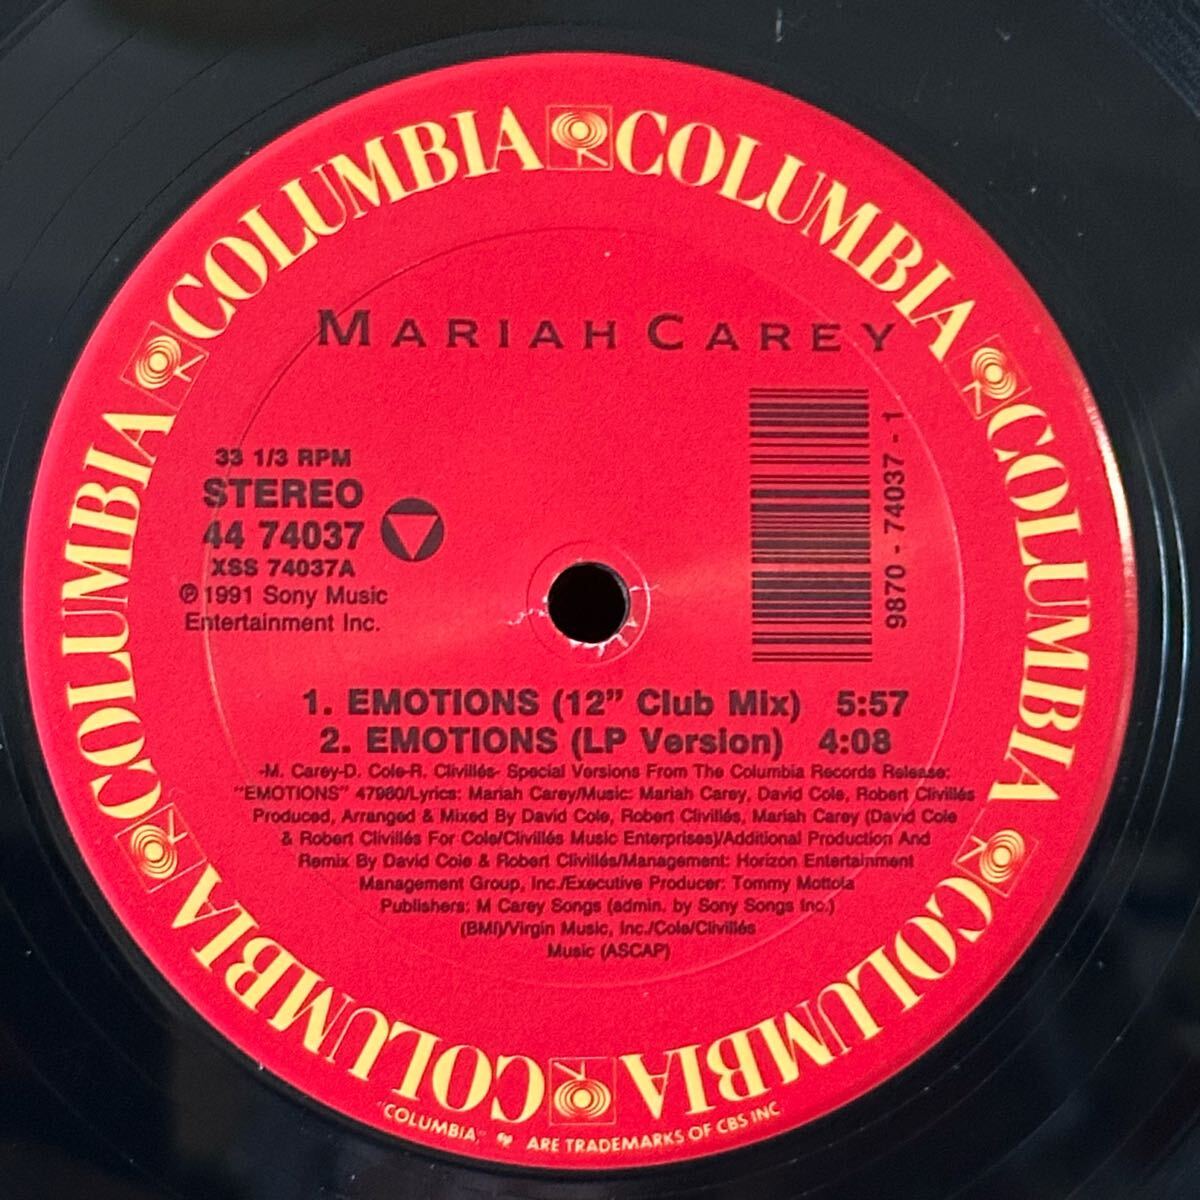 COLUMBIA COLUMBIA COLUMBIA COLUMBIA COLUMBIA COLUMBIA COLUMBIA COLUMBIA
MARIAH CAREY
33 1/3 RPM
STEREO
44 74037
XSS 74037A
℗ 1991 Sony Music
Entertainment Inc.
9870 - 74037 - 1
1. EMOTIONS (12" Club Mix) 5:57
2. EMOTIONS (LP Version) 4:08
-M. Carey-D. Cole-R. Clivillés- Special Versions From The Columbia Records Release:
"EMOTIONS" 47980/Lyrics: Mariah Carey/Music: Mariah Carey, David Cole, Robert Clivillés
Produced, Arranged & Mixed By David Cole, Robert Clivillés, Mariah Carey (David Cole
& Robert Clivillés For Cole/Clivillés Music Enterprises)/Additional Production And
Remix By David Cole & Robert Clivillés/Management: Horizon Entertainment
Management Group, Inc./Executive Producer: Tommy Mottola
Publishers: M Carey Songs (admin. by Sony Songs Inc.)
(BMI)/Virgin Music, Inc./Cole/Clivillés
Music (ASCAP)
"COLUMBIA," ARE TRADEMARKS OF CBS INC